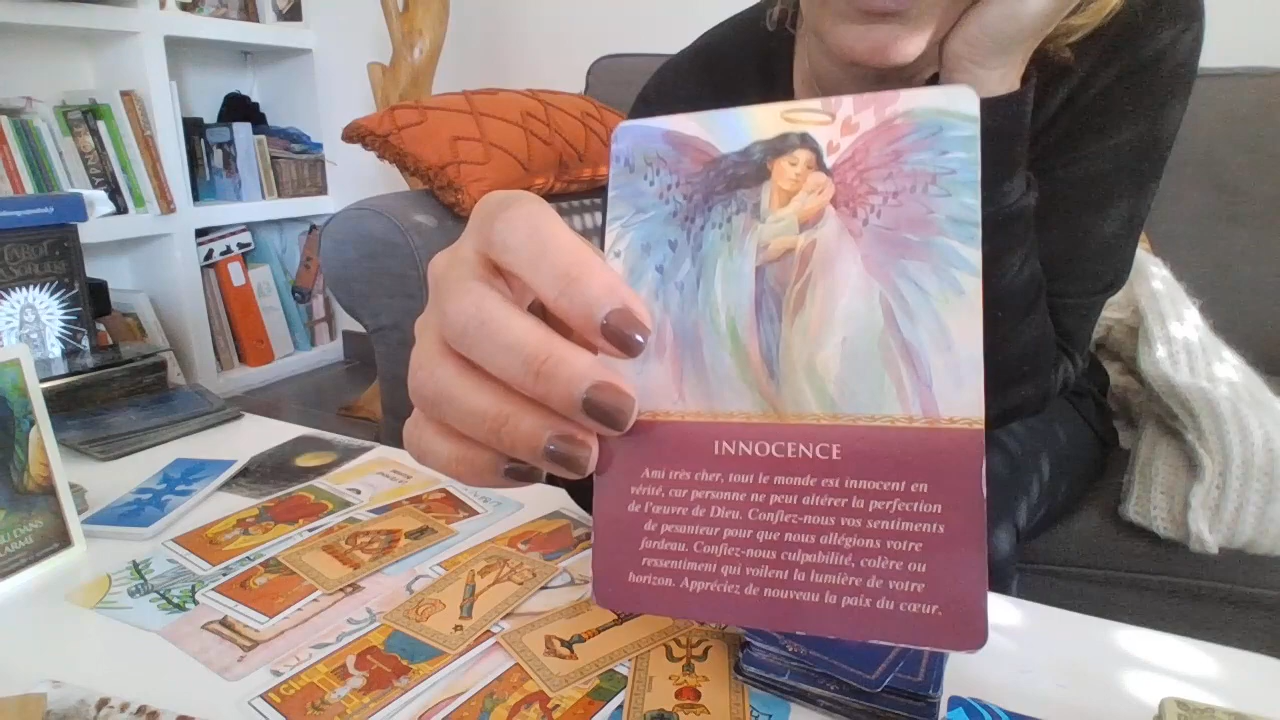 INNOCENCE
Ami très cher, tout le monde est innocent en
vérité, car personne ne peut altérer la perfection
de l'œuvre de Dieu. Confiez-nous vos sentiments
de pesanteur pour que nous allégions votre
fardeau. Confiez-nous culpabilité, colère ou
ressentiment qui voilent la lumière de votre
horizon. Appréciez de nouveau la paix du cœur.
TAROT
DANS